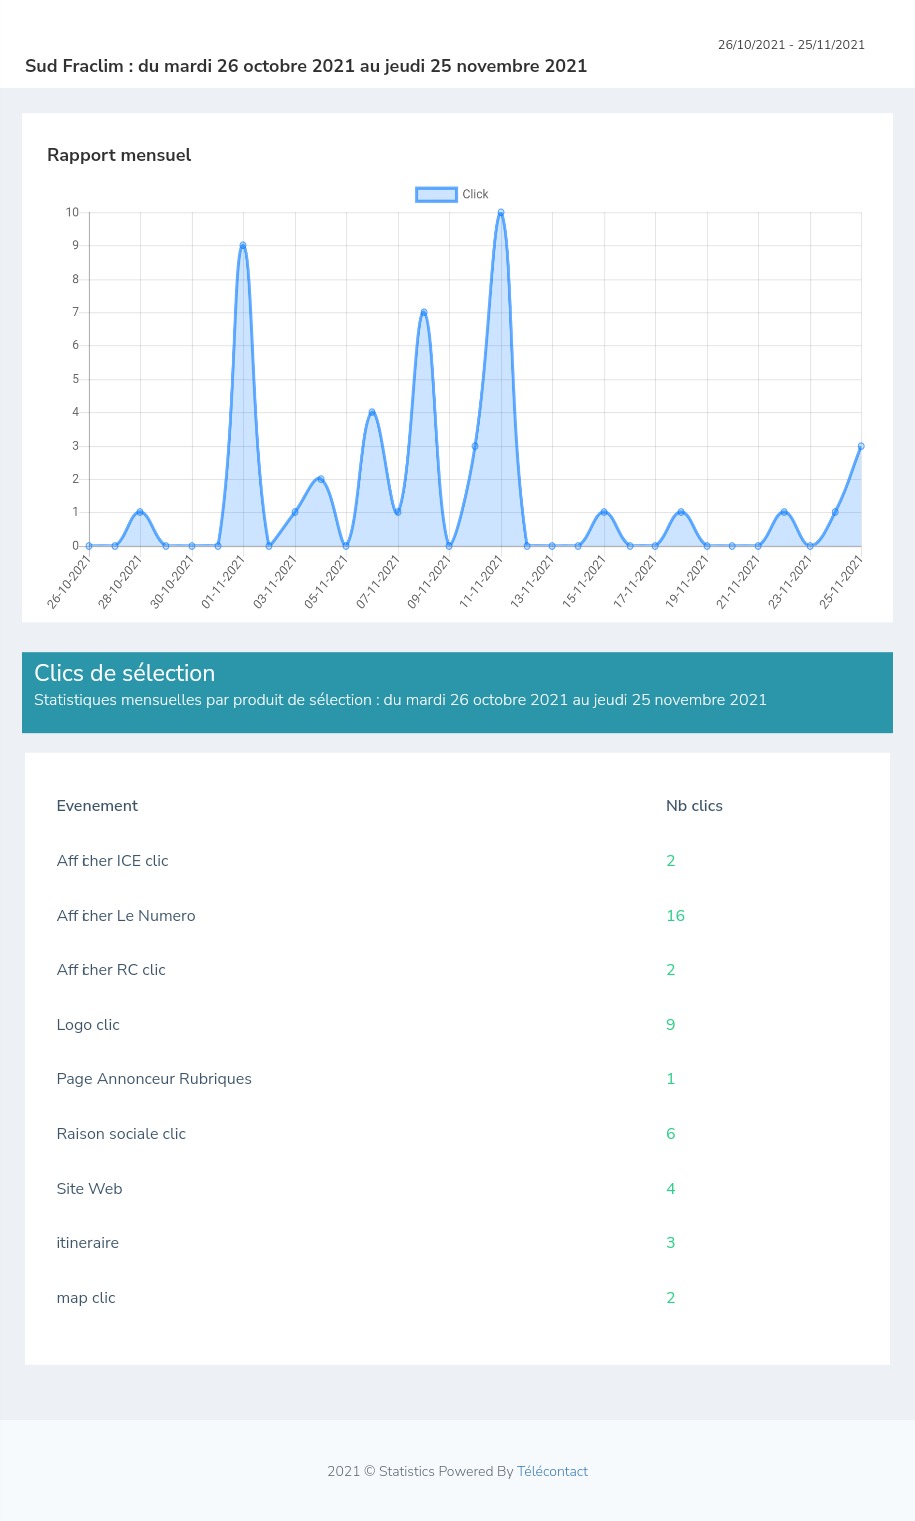 26/10/2021 - 25/11/2021
Sud Fraclim : du mardi 26 octobre 2021 au jeudi 25 novembre 2021
Rapport mensuel
Click
10
9
8
7
6
5
4
3
2
1
0
26-10-2021
28-10-2021
30-10-2021
01-11-2021
03-11-2021
05-11-2021
07-11-2021
09-11-2021
11-11-2021
13-11-2021
15-11-2021
17-11-2021
19-11-2021
21-11-2021
23-11-2021
25-11-2021
Clics de sélection
Statistiques mensuelles par produit de sélection : du mardi 26 octobre 2021 au jeudi 25 novembre 2021
Evenement Nb clics
Afficher ICE clic 2
Afficher Le Numero 16
Afficher RC clic 2
Logo clic 9
Page Annonceur Rubriques 1
Raison sociale clic 6
Site Web 4
itineraire 3
map clic 2
2021 © Statistics Powered By Télécontact